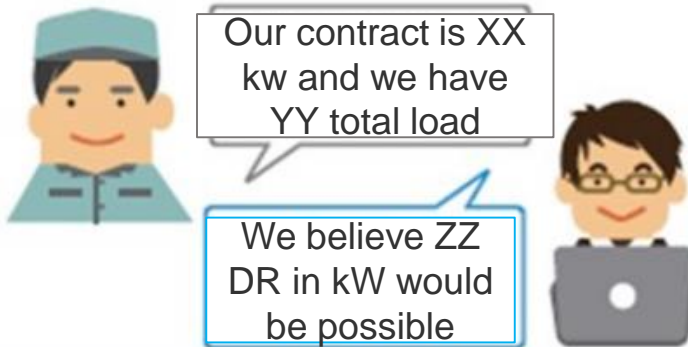 Our contract is XX
kw and we have
YY total load
We believe ZZ
DR in kW would
be possible